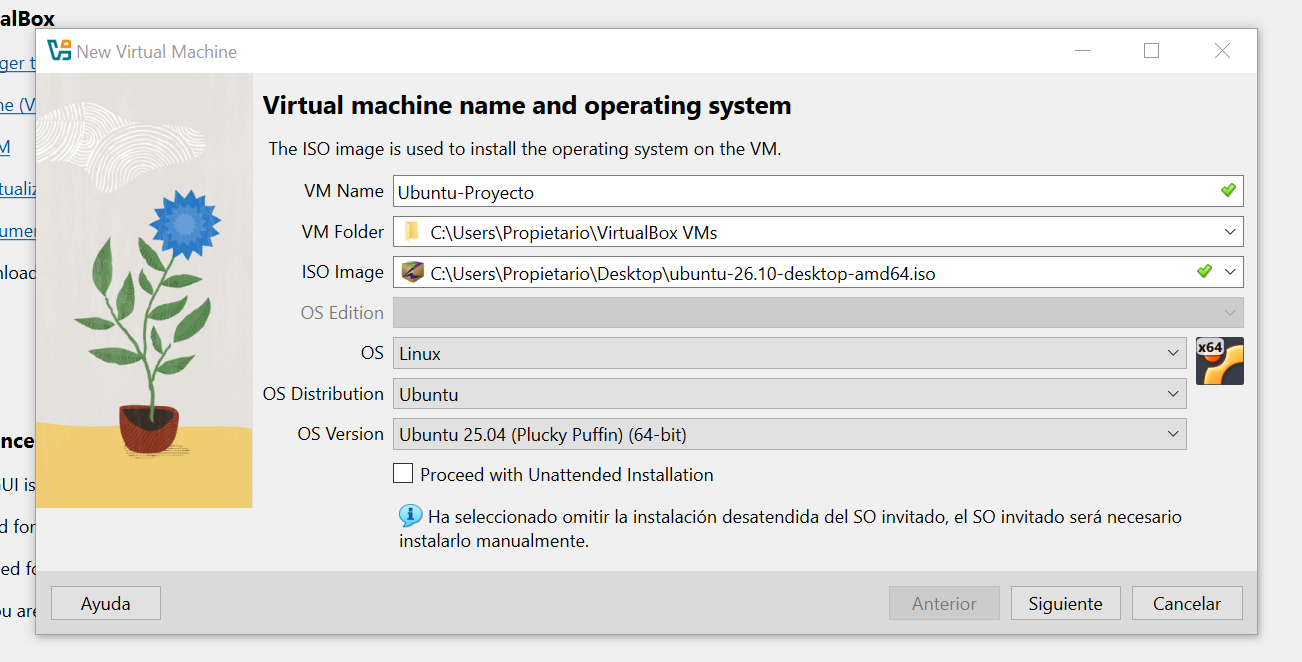 alBox
New Virtual Machine
ger t
ne (V
M
tualiz
umen
nload
nce
GUI is
d for
ed fo
u are
Virtual machine name and operating system
The ISO image is used to install the operating system on the VM.
VM Name Ubuntu-Proyecto
VM Folder C:\Users\Propietario\VirtualBox VMs
ISO Image C:\Users\Propietario\Desktop\ubuntu-26.10-desktop-amd64.iso
OS Edition
OS Linux x64
OS Distribution Ubuntu
OS Version Ubuntu 25.04 (Plucky Puffin) (64-bit)
Proceed with Unattended Installation
Ha seleccionado omitir la instalación desatendida del SO invitado, el SO invitado será necesario
instalarlo manualmente.
Ayuda Anterior Siguiente Cancelar